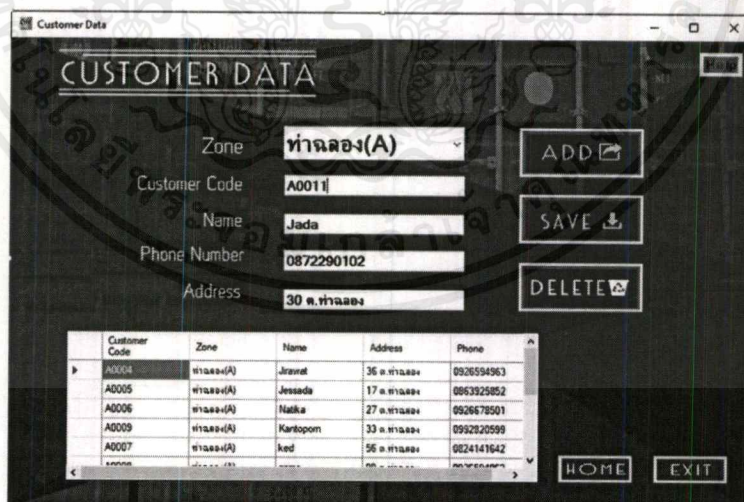 Customer Data
CUSTOMER DATA
Help
Zone ท่าฉลอง(A) ADD
Customer Code A0011
Name Jada SAVE
Phone Number 0872290102
Address 30 ต.ท่าฉลอง DELETE
Customer Code Zone Name Address Phone
A0004 ท่าฉลอง(A) Jirawat 36 ต.ท่าฉลอง 0926594963
A0005 ท่าฉลอง(A) Jessada 17 ต.ท่าฉลอง 0863925852
A0006 ท่าฉลอง(A) Natika 27 ต.ท่าฉลอง 0926678501
A0009 ท่าฉลอง(A) Kantoporn 33 ต.ท่าฉลอง 0992820599
A0007 ท่าฉลอง(A) ked 56 ต.ท่าฉลอง 0824141642
HOME EXIT